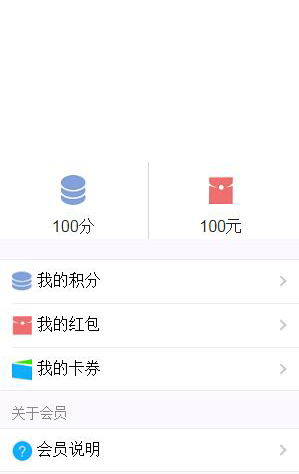 100分
100元
我的积分
我的红包
我的卡券
关于会员
会员说明